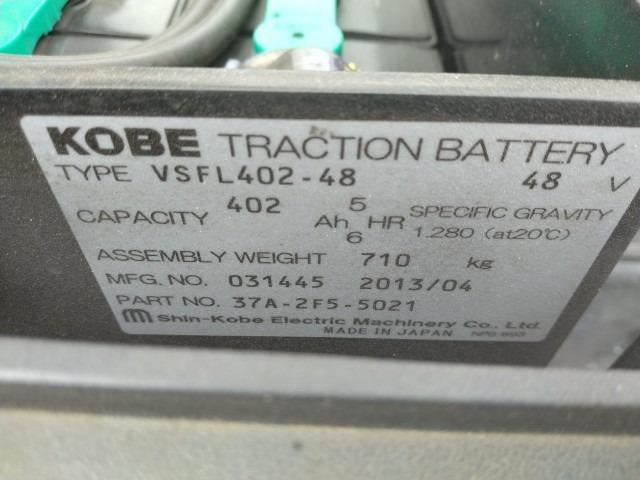 KOBE TRACTION BATTERY
TYPE VSFL402-48 48 V
CAPACITY 402 Ah 5 HR SPECIFIC GRAVITY
6 1.280 (at20℃)
ASSEMBLY WEIGHT 710 kg
MFG. NO. 031445 2013/04
PART NO. 37A-2F5-5021
Shin-Kobe Electric Machinery Co., Ltd.
MADE IN JAPAN